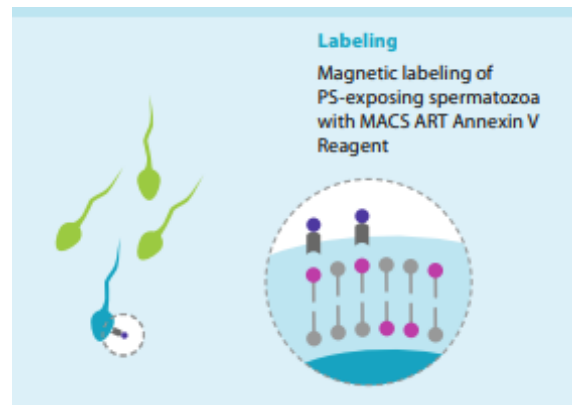 Labeling
Magnetic labeling of
PS-exposing spermatozoa
with MACS ART Annexin V
Reagent